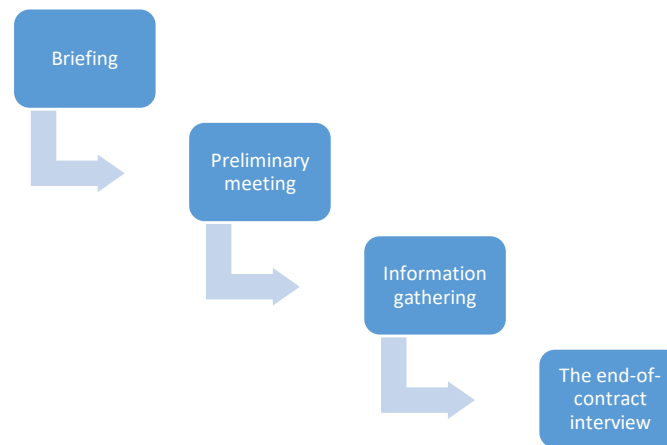 Briefing
Preliminary
meeting
Information
gathering
The end-of-
contract
interview